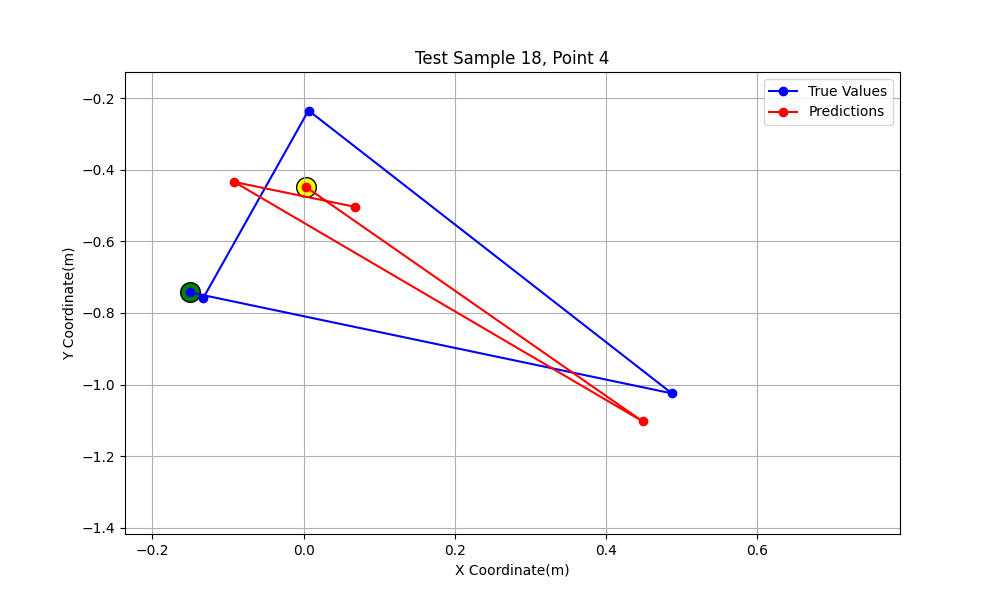 Test Sample 18, Point 4
True Values
Predictions
−0.2
−0.4
−0.6
−0.8
−1.0
−1.2
−1.4
Y Coordinate(m)
−0.2
0.0
0.2
0.4
0.6
X Coordinate(m)